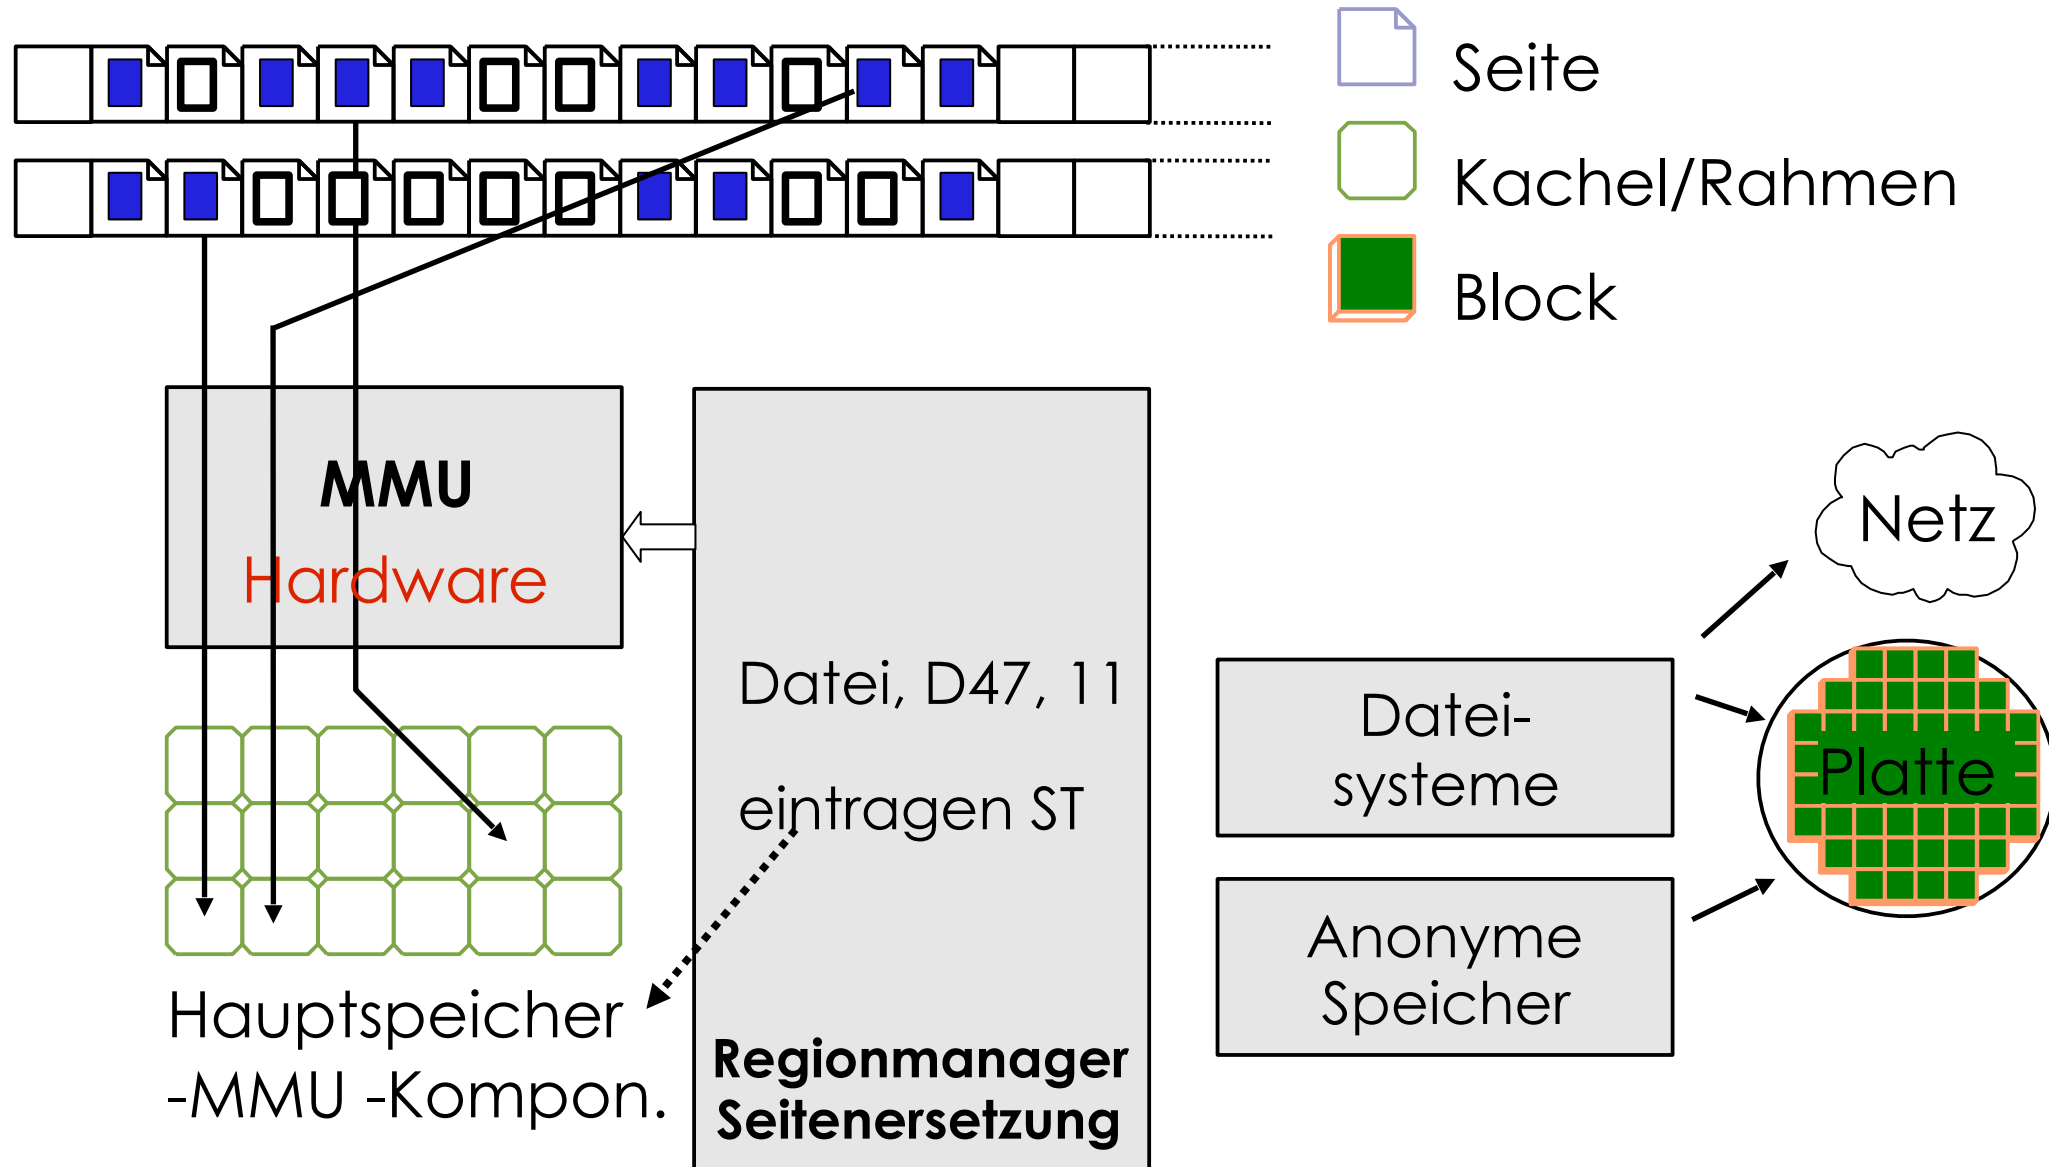 Seite
Kachel/Rahmen
Block
MMU
Hardware
Datei, D47, 11
eintragen ST
Regionmanager
Seitenersetzung
Hauptspeicher
-MMU -Kompon.
Datei-
systeme
Anonyme
Speicher
Netz
Platte